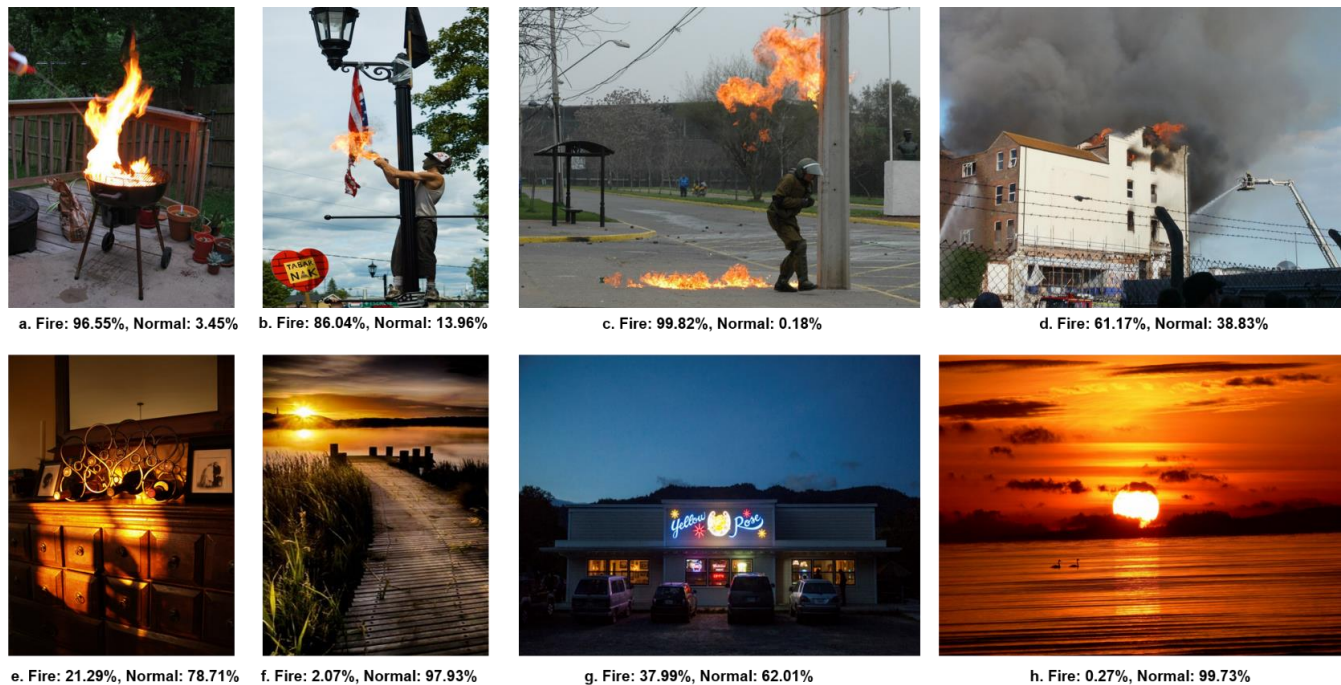 TABAR
NAK
a. Fire: 96.55%, Normal: 3.45%
b. Fire: 86.04%, Normal: 13.96%
c. Fire: 99.82%, Normal: 0.18%
d. Fire: 61.17%, Normal: 38.83%
Yellow Rose
e. Fire: 21.29%, Normal: 78.71%
f. Fire: 2.07%, Normal: 97.93%
g. Fire: 37.99%, Normal: 62.01%
h. Fire: 0.27%, Normal: 99.73%